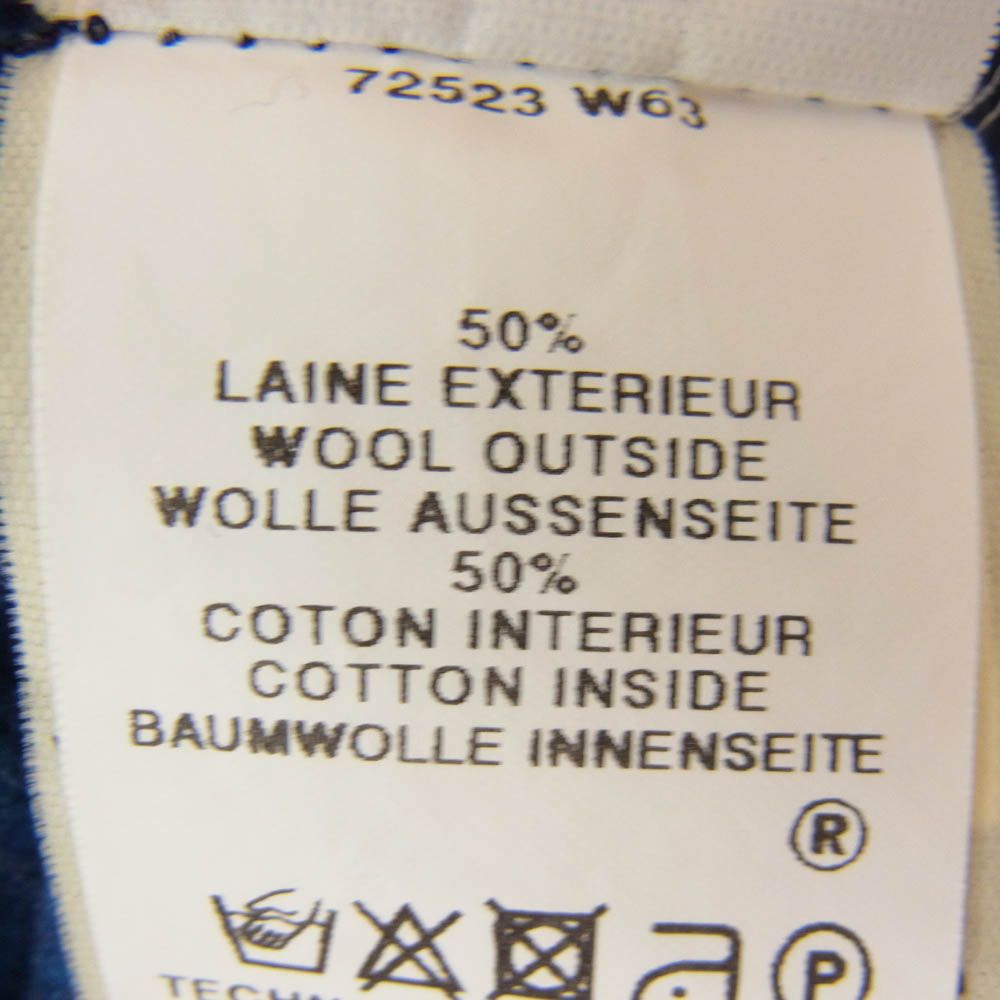 72523 W63
50%
LAINE EXTERIEUR
WOOL OUTSIDE
WOLLE AUSSENSEITE
50%
COTON INTERIEUR
COTTON INSIDE
BAUMWOLLE INNENSEITE
®
P